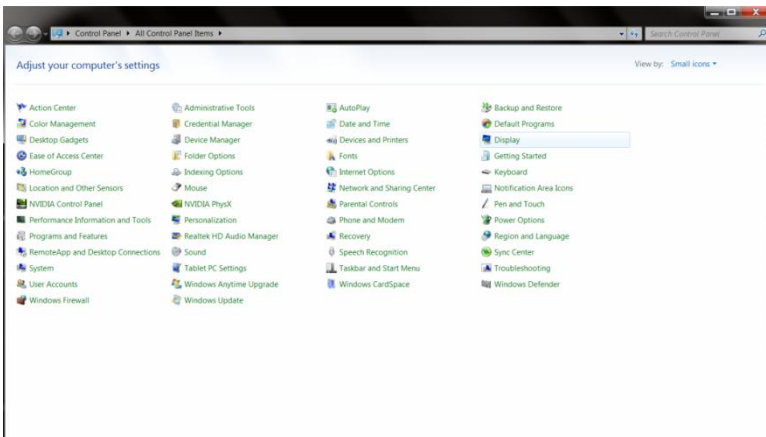 Control Panel ▸ All Control Panel Items ▸ Search Control Panel
Adjust your computer's settings View by: Small icons
Action Center Administrative Tools AutoPlay Backup and Restore
Color Management Credential Manager Date and Time Default Programs
Desktop Gadgets Device Manager Devices and Printers Display
Ease of Access Center Folder Options Fonts Getting Started
HomeGroup Indexing Options Internet Options Keyboard
Location and Other Sensors Mouse Network and Sharing Center Notification Area Icons
NVIDIA Control Panel NVIDIA PhysX Parental Controls Pen and Touch
Performance Information and Tools Personalization Phone and Modem Power Options
Programs and Features Realtek HD Audio Manager Recovery Region and Language
RemoteApp and Desktop Connections Sound Speech Recognition Sync Center
System Tablet PC Settings Taskbar and Start Menu Troubleshooting
User Accounts Windows Anytime Upgrade Windows CardSpace Windows Defender
Windows Firewall Windows Update